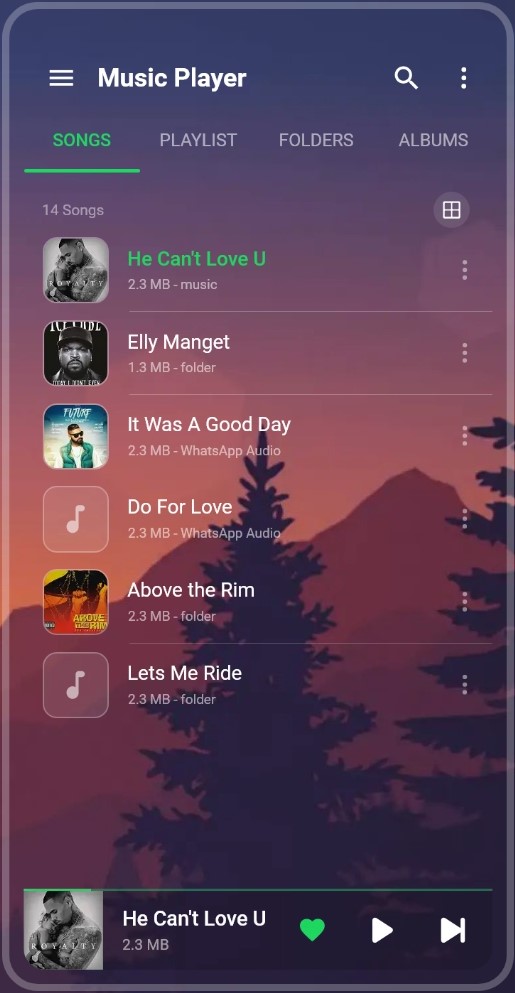 Music Player
SONGS PLAYLIST FOLDERS ALBUMS
14 Songs
ROYALTY
He Can't Love U
2.3 MB - music
Elly Manget
1.3 MB - folder
FUTURE
It Was A Good Day
2.3 MB - WhatsApp Audio
Do For Love
2.3 MB - WhatsApp Audio
ABOVE
THE RIM
Above the Rim
2.3 MB - folder
Lets Me Ride
2.3 MB - folder
ROYALTY
He Can't Love U
2.3 MB